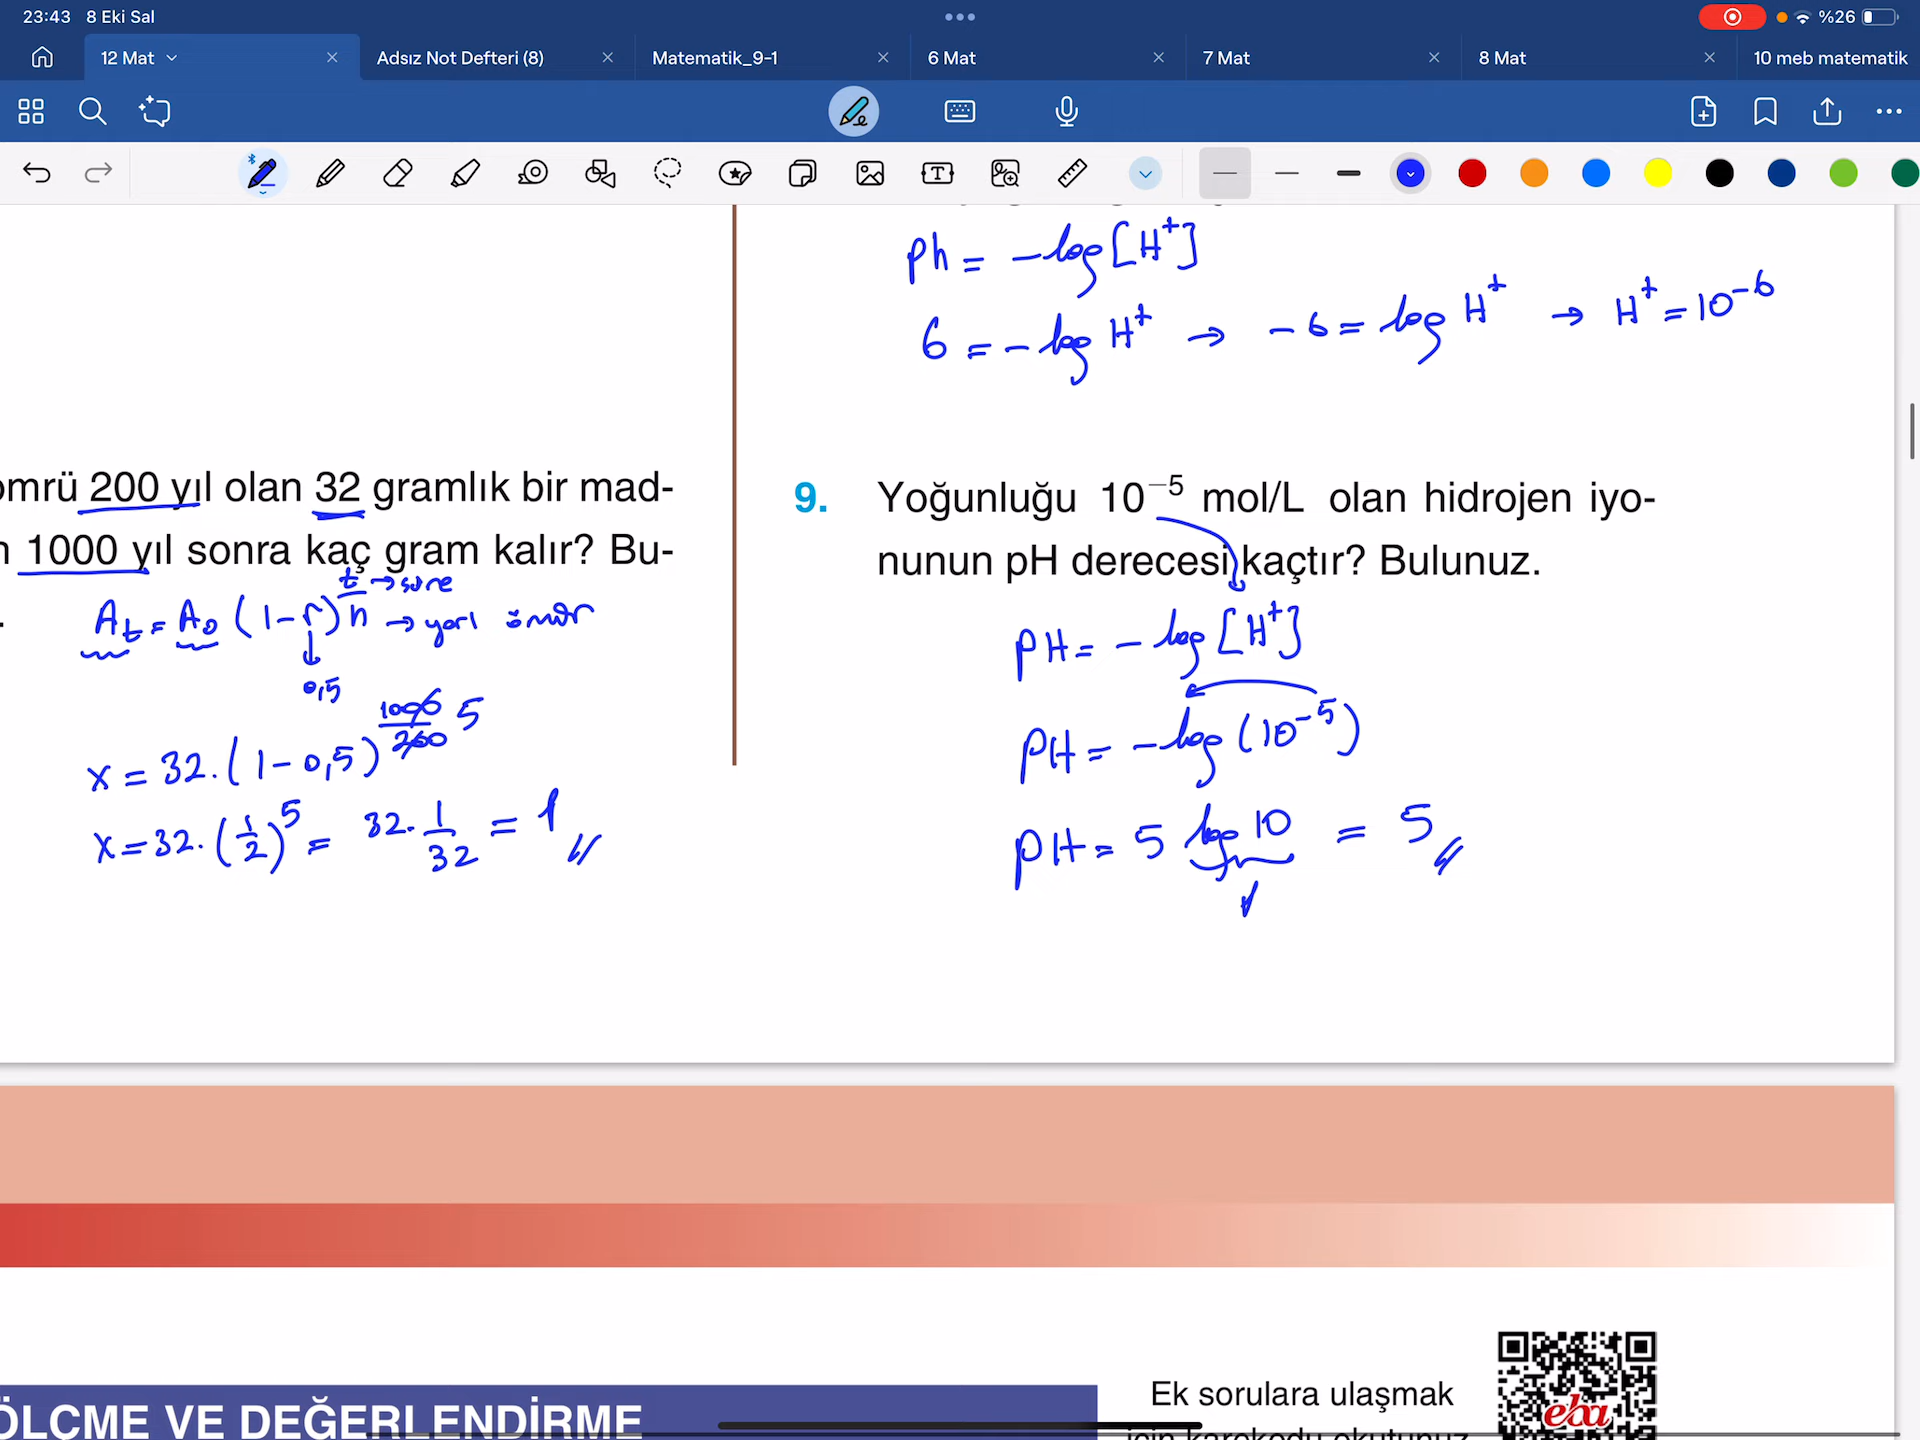 23:43 8 Eki Sal
%26
12 Mat
Adsız Not Defteri (8)
Matematik_9-1
6 Mat
7 Mat
8 Mat
10 meb matematik
Ph = -log[H⁺]
6 = -log H⁺ → -6 = log H⁺ → H⁺ = 10⁻⁶
ömrü 200 yıl olan 32 gramlık bir mad-
n 1000 yıl sonra kaç gram kalır? Bu-
t → süre
At = A0 (1-r) n → yarı ömür
0,5
x = 32.(1-0,5) 1000/200 5
x = 32.(1/2)⁵ = 32. 1/32 = 1
9. Yoğunluğu 10⁻⁵ mol/L olan hidrojen iyo-
nunun pH derecesi kaçtır? Bulunuz.
PH = -log[H⁺]
PH = -log(10⁻⁵)
PH = 5 log 10 = 5
1
ÖLÇME VE DEĞERLENDİRME
Ek sorulara ulaşmak
için karekodu okutunuz
eba